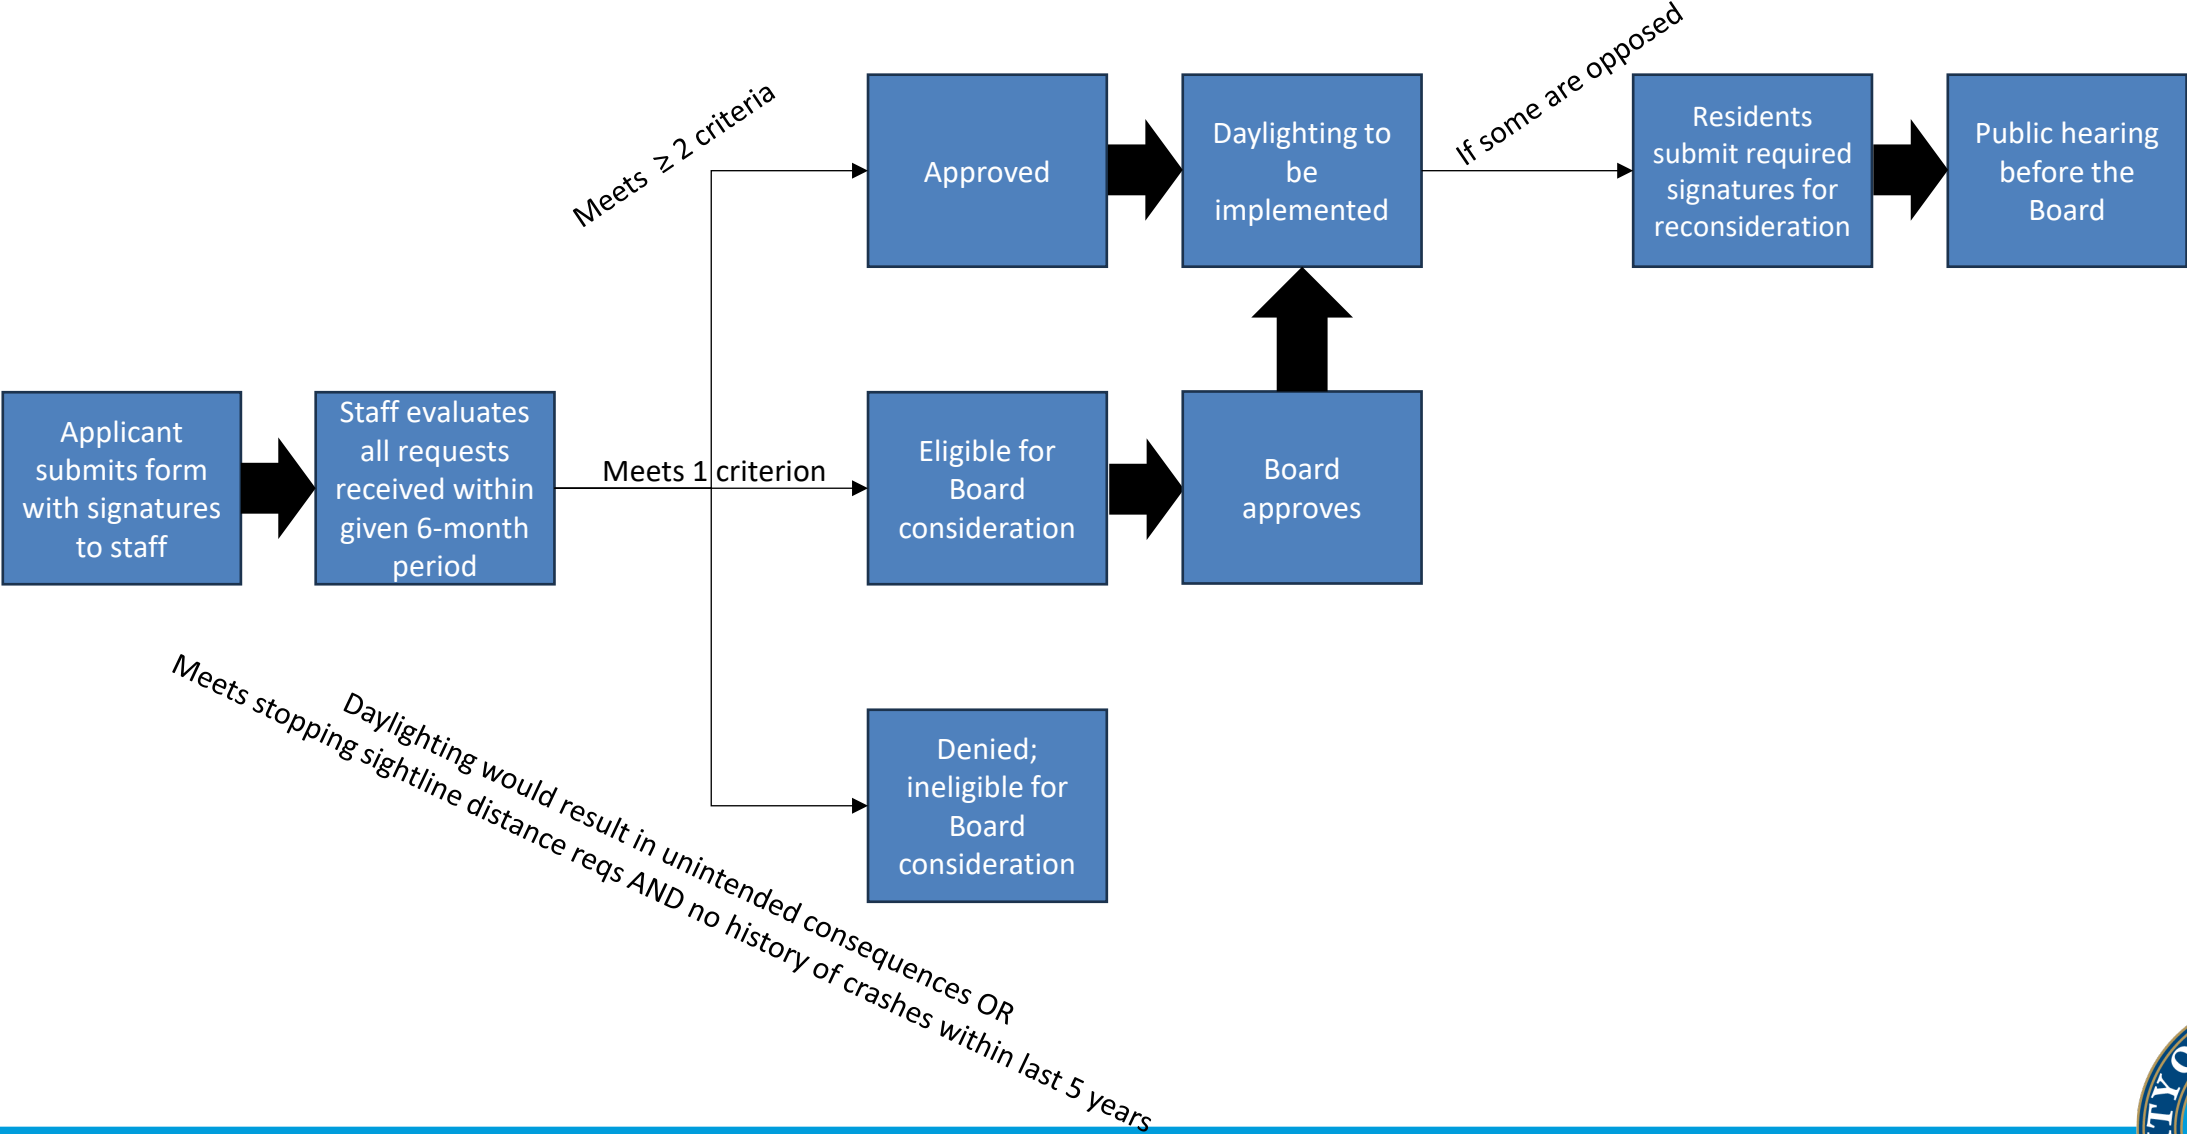 If some are opposed
Meets ≥ 2 criteria
Approved
Daylighting to
be
implemented
Residents
submit required
signatures for
reconsideration
Public hearing
before the
Board
Applicant
submits form
with signatures
to staff
Staff evaluates
all requests
received within
given 6-month
period
Meets 1 criterion
Eligible for
Board
consideration
Board
approves
Denied;
ineligible for
Board
consideration
Daylighting would result in unintended consequences OR
Meets stopping sightline distance reqs AND no history of crashes within last 5 years